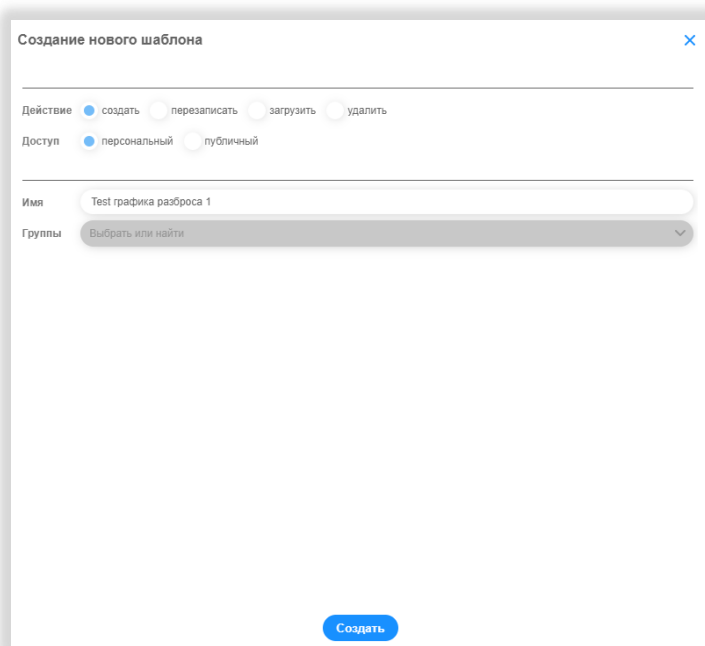 Создание нового шаблона
Действие создать перезаписать загрузить удалить
Доступ персональный публичный
Имя Test графика разброса 1
Группы Выбрать или найти
Создать